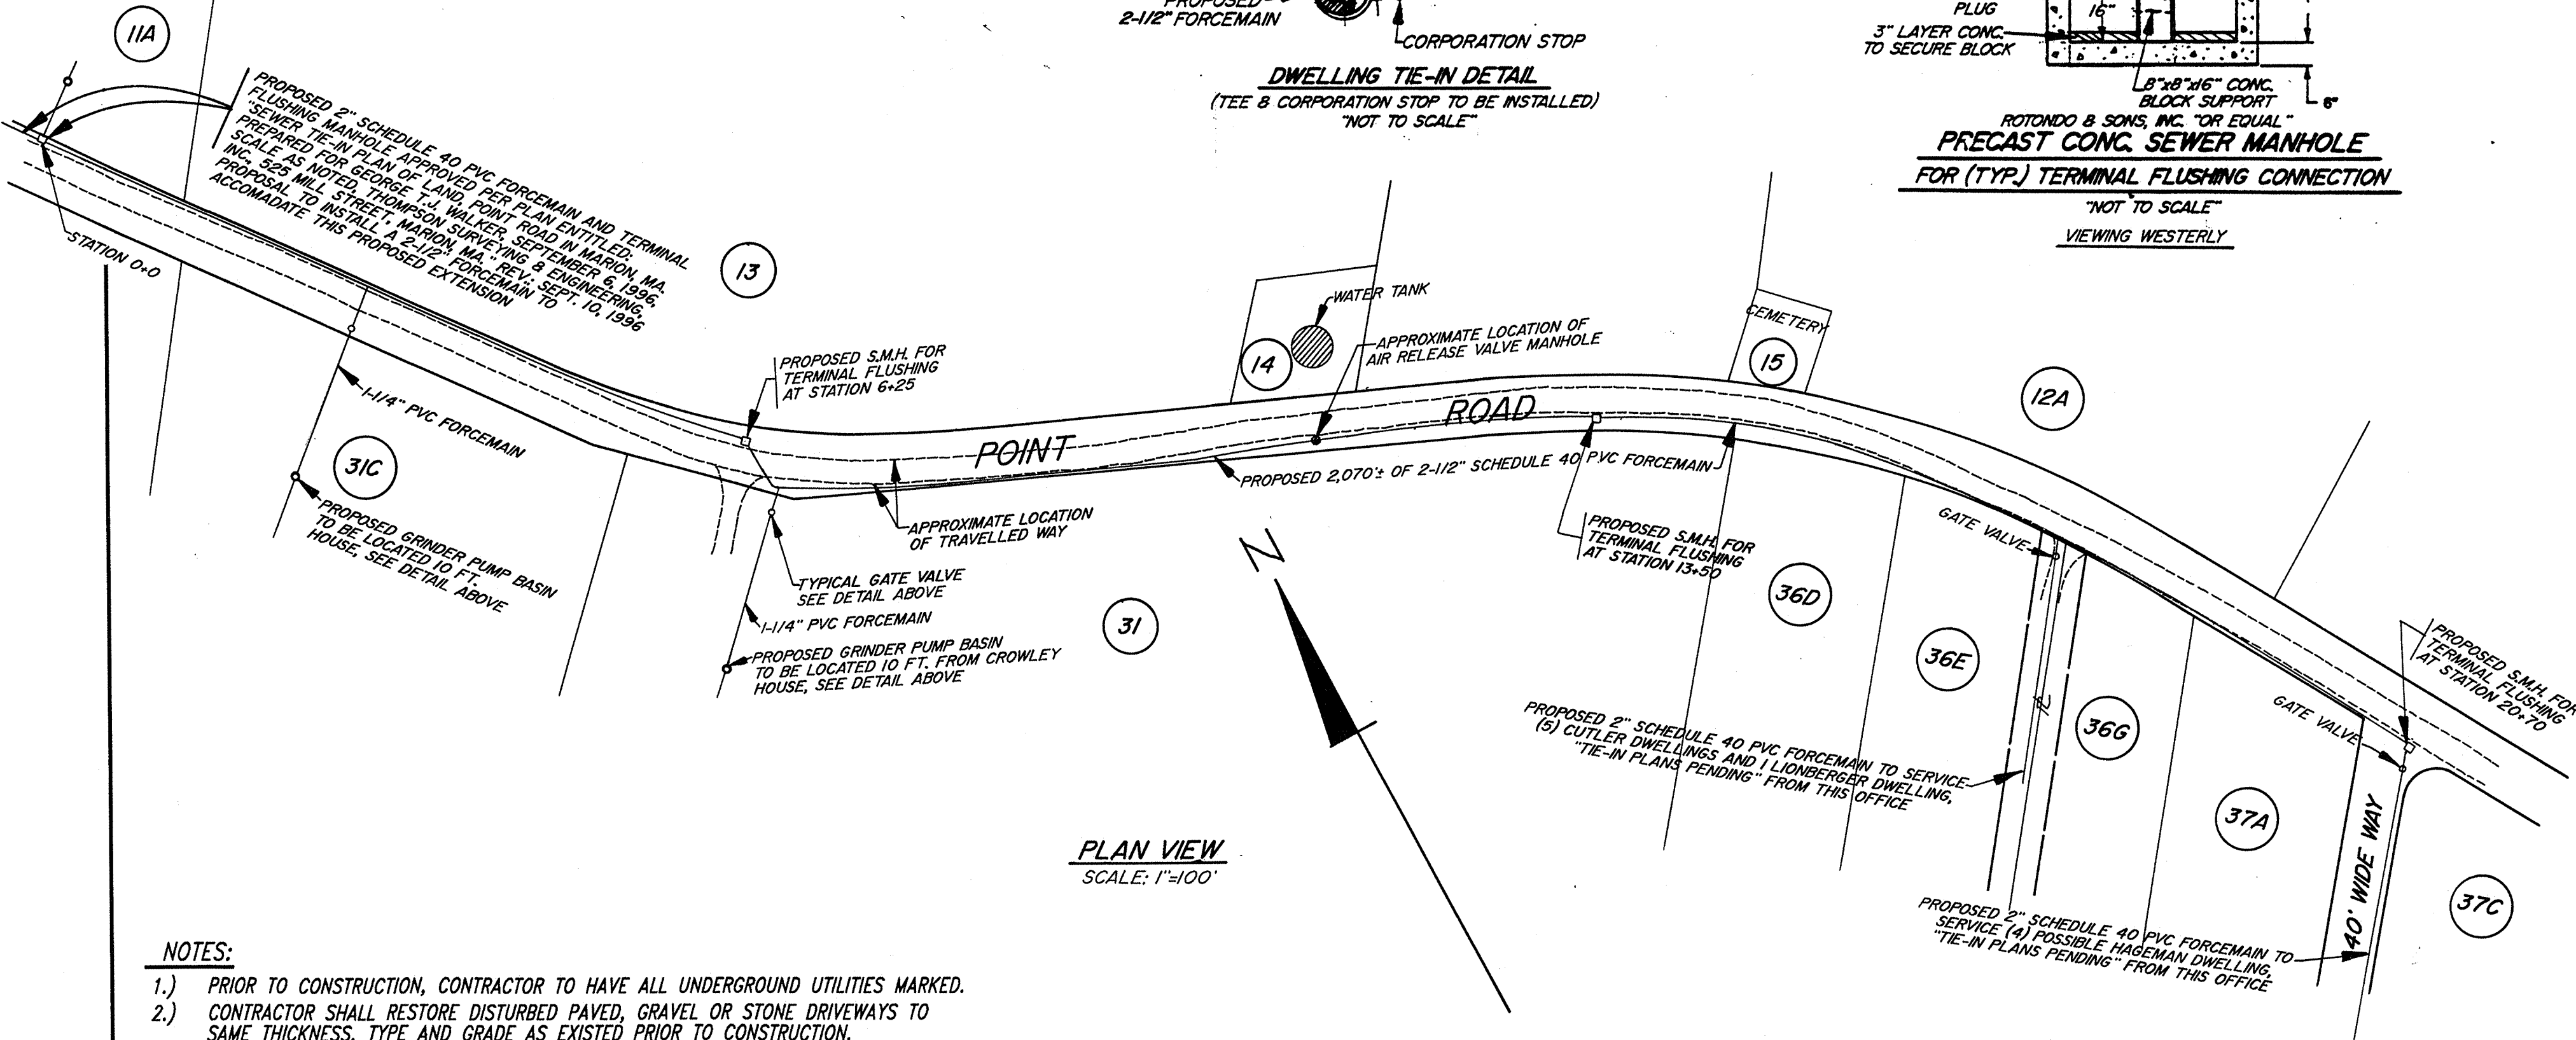 PROPOSED
2-1/2" FORCEMAIN
CORPORATION STOP
DWELLING TIE-IN DETAIL
(TEE & CORPORATION STOP TO BE INSTALLED)
"NOT TO SCALE"
PLUG
16"
3" LAYER CONC.
TO SECURE BLOCK
8"x8"x16" CONC.
BLOCK SUPPORT
6"
ROTONDO & SONS, INC. "OR EQUAL"
PRECAST CONC. SEWER MANHOLE
FOR (TYP.) TERMINAL FLUSHING CONNECTION
"NOT TO SCALE"
VIEWING WESTERLY
11A
PROPOSED 2" SCHEDULE 40 PVC FORCEMAIN AND TERMINAL
FLUSHING MANHOLE APPROVED PER PLAN ENTITLED:
"SEWER TIE-IN PLAN OF LAND, POINT ROAD IN MARION, MA.
PREPARED FOR GEORGE T.J. WALKER, SEPTEMBER 6, 1996,
SCALE AS NOTED, THOMPSON SURVEYING & ENGINEERING,
INC., 525 MILL STREET, MARION, MA." REV.: SEPT. 10, 1996
PROPOSAL TO INSTALL A 2-1/2" FORCEMAIN TO
ACCOMADATE THIS PROPOSED EXTENSION
STATION 0+0
13
PROPOSED S.M.H. FOR
TERMINAL FLUSHING
AT STATION 6+25
14
WATER TANK
APPROXIMATE LOCATION OF
AIR RELEASE VALVE MANHOLE
CEMETERY
15
12A
POINT
ROAD
1-1/4" PVC FORCEMAIN
31C
PROPOSED GRINDER PUMP BASIN
TO BE LOCATED 10 FT.
HOUSE, SEE DETAIL ABOVE
PROPOSED 2,070'± OF 2-1/2" SCHEDULE 40 PVC FORCEMAIN
APPROXIMATE LOCATION
OF TRAVELLED WAY
TYPICAL GATE VALVE
SEE DETAIL ABOVE
1-1/4" PVC FORCEMAIN
PROPOSED GRINDER PUMP BASIN
TO BE LOCATED 10 FT. FROM CROWLEY
HOUSE, SEE DETAIL ABOVE
31
N
PROPOSED S.M.H. FOR
TERMINAL FLUSHING
AT STATION 13+50
36D
36E
GATE VALVE
36G
PROPOSED 2" SCHEDULE 40 PVC FORCEMAIN TO SERVICE
(5) CUTLER DWELLINGS AND 1 LIONBERGER DWELLING,
"TIE-IN PLANS PENDING" FROM THIS OFFICE
PROPOSED S.M.H. FOR
TERMINAL FLUSHING
AT STATION 20+70
GATE VALVE
37A
40' WIDE WAY
37C
PROPOSED 2" SCHEDULE 40 PVC FORCEMAIN TO
SERVICE (4) POSSIBLE HAGEMAN DWELLING,
"TIE-IN PLANS PENDING" FROM THIS OFFICE
PLAN VIEW
SCALE: 1"=100'
NOTES:
1.) PRIOR TO CONSTRUCTION, CONTRACTOR TO HAVE ALL UNDERGROUND UTILITIES MARKED.
2.) CONTRACTOR SHALL RESTORE DISTURBED PAVED, GRAVEL OR STONE DRIVEWAYS TO
SAME THICKNESS, TYPE AND GRADE AS EXISTED PRIOR TO CONSTRUCTION.